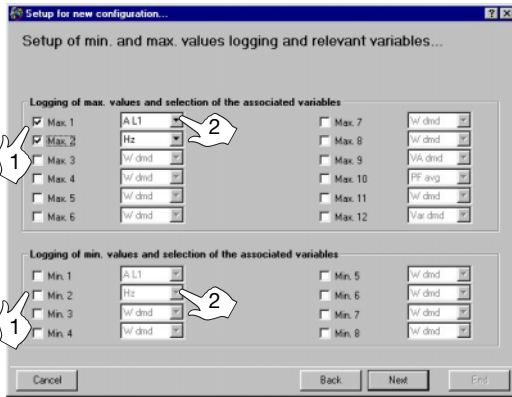 Setup for new configuration...
Setup of min. and max. values logging and relevant variables...
Logging of max. values and selection of the associated variables
Max. 1 A L1 Max. 7 W dmd
2
Max. 2 Hz Max. 8 W dmd
1
Max. 3 W dmd Max. 9 VA dmd
Max. 4 W dmd Max. 10 PF avg
Max. 5 W dmd Max. 11 W dmd
Max. 6 W dmd Max. 12 Var dmd
Logging of min. values and selection of the associated variables
Min. 1 A L1 Min. 5 W dmd
Min. 2 Hz Min. 6 W dmd
2
Min. 3 W dmd Min. 7 W dmd
1
Min. 4 W dmd Min. 8 W dmd
Cancel Back Next End